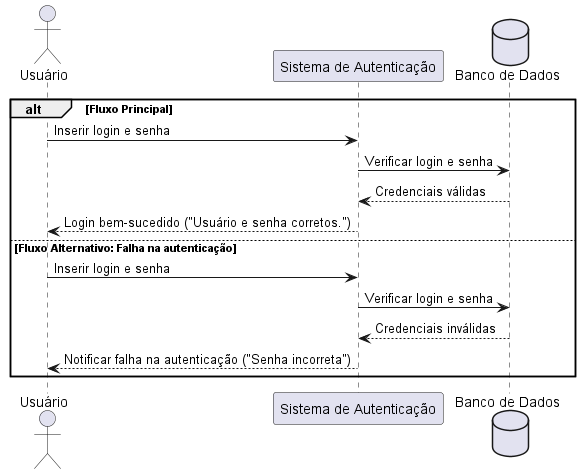 Usuário
Sistema de Autenticação
Banco de Dados
alt [Fluxo Principal]
Inserir login e senha
Verificar login e senha
Credenciais válidas
Login bem-sucedido ("Usuário e senha corretos.")
[Fluxo Alternativo: Falha na autenticação]
Inserir login e senha
Verificar login e senha
Credenciais inválidas
Notificar falha na autenticação ("Senha incorreta")
Usuário
Sistema de Autenticação
Banco de Dados